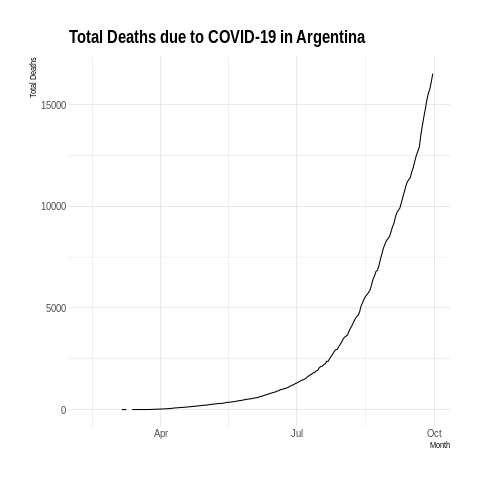 Total Deaths due to COVID-19 in Argentina
Total Deaths
15000
10000
5000
0
Apr
Jul
Oct
Month